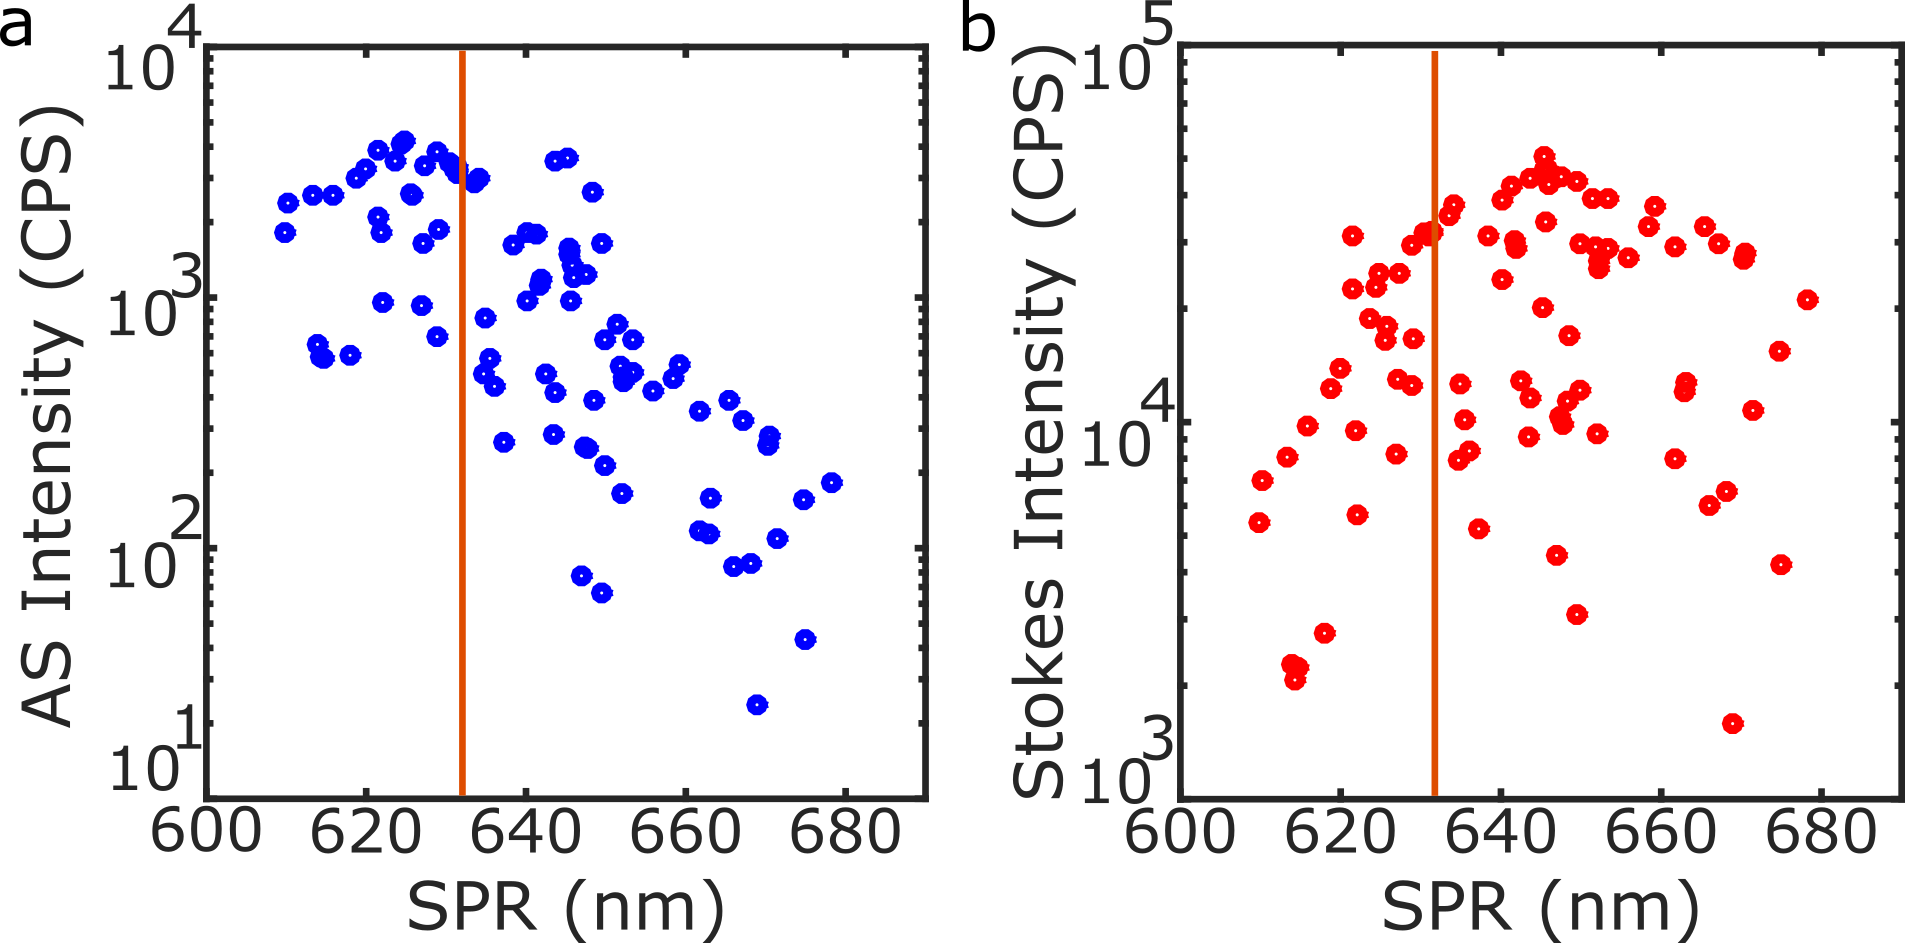 a
AS Intensity (CPS)
10^4
10^3
10^2
10^1
600 620 640 660 680
SPR (nm)
b
Stokes Intensity (CPS)
10^5
10^4
10^3
600 620 640 660 680
SPR (nm)